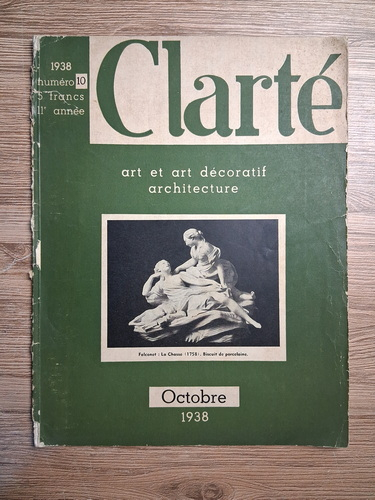 1938
numéro 10
5 francs
11e année
Clarté
art et art décoratif
architecture
Falconet : La Chasse (1758). Biscuit de porcelaine.
Octobre
1938